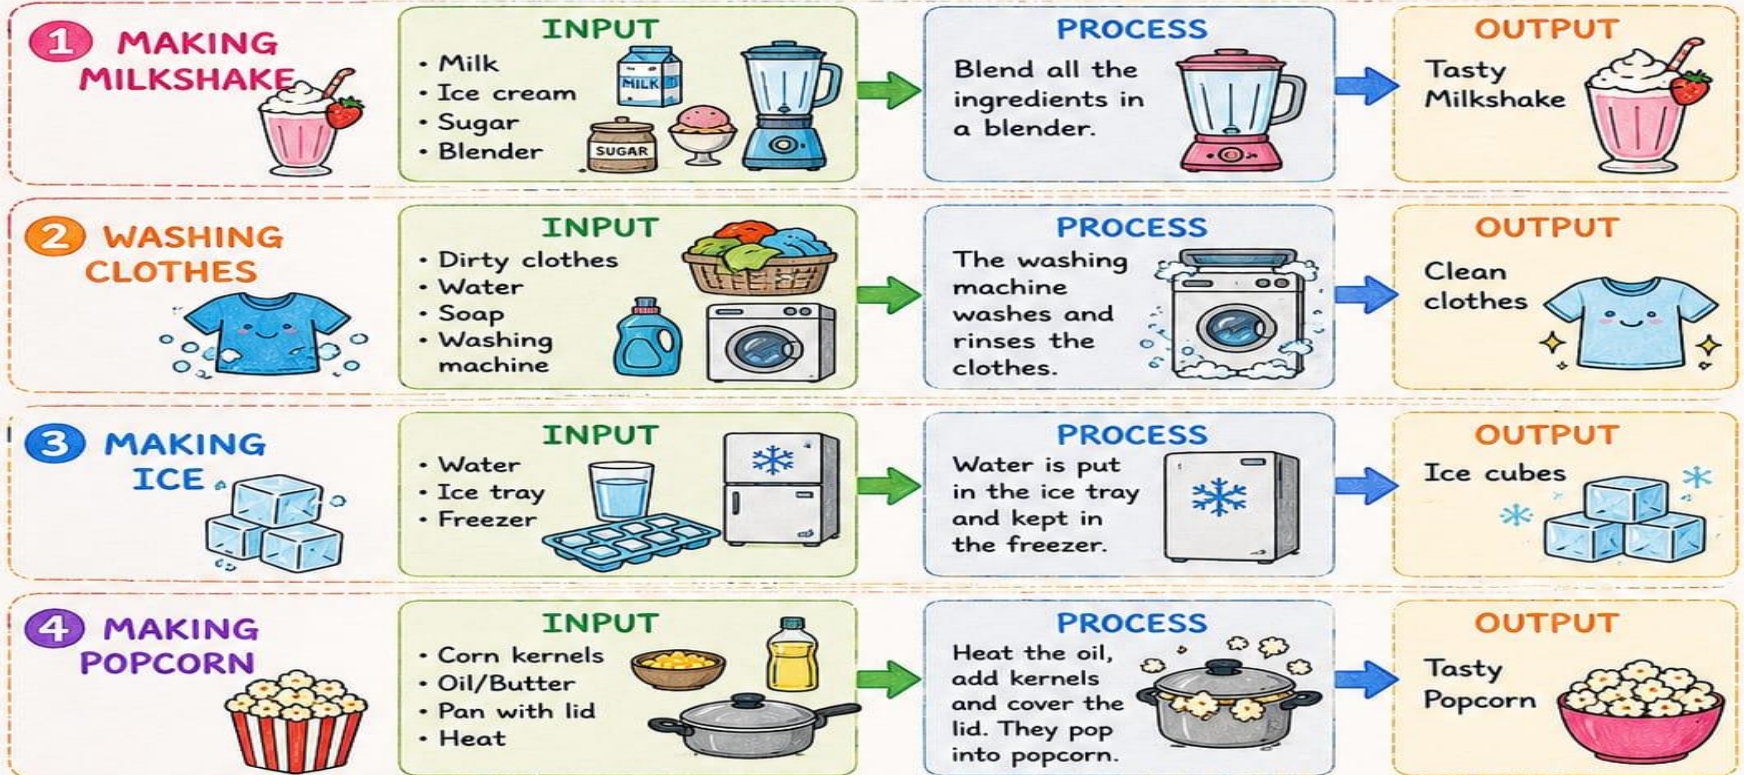 1 MAKING
MILKSHAKE
INPUT
• Milk
• Ice cream
• Sugar
• Blender
MILK
SUGAR
PROCESS
Blend all the
ingredients in
a blender.
OUTPUT
Tasty
Milkshake
2 WASHING
CLOTHES
INPUT
• Dirty clothes
• Water
• Soap
• Washing
machine
PROCESS
The washing
machine
washes and
rinses the
clothes.
OUTPUT
Clean
clothes
3 MAKING
ICE
INPUT
• Water
• Ice tray
• Freezer
PROCESS
Water is put
in the ice tray
and kept in
the freezer.
OUTPUT
Ice cubes
4 MAKING
POPCORN
INPUT
• Corn kernels
• Oil/Butter
• Pan with lid
• Heat
PROCESS
Heat the oil,
add kernels
and cover the
lid. They pop
into popcorn.
OUTPUT
Tasty
Popcorn